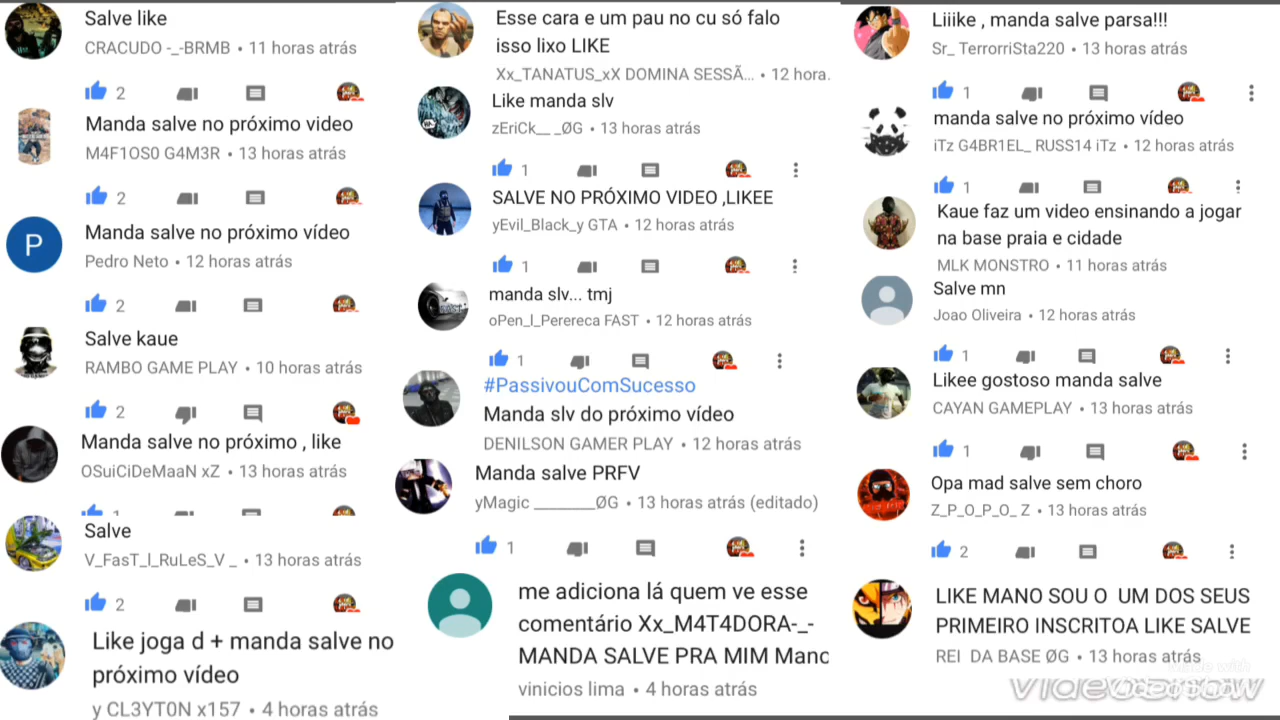 Salve like
CRACUDO -_-BRMB • 11 horas atrás
2
Manda salve no próximo video
M4F1OS0 G4M3R • 13 horas atrás
2
P
Manda salve no próximo vídeo
Pedro Neto • 12 horas atrás
2
Salve kaue
RAMBO GAME PLAY • 10 horas atrás
2
Manda salve no próximo , like
OSuiCiDeMaaN xZ • 13 horas atrás
1
Salve
V_FasT_l_RuLeS_V _ • 13 horas atrás
2
Like joga d + manda salve no
próximo vídeo
y CL3YT0N x157 • 4 horas atrás
Esse cara e um pau no cu só falo
isso lixo LIKE
Xx_TANATUS_xX DOMINA SESSÃ... • 12 hora.
Like manda slv
zEriCk__ _ØG • 13 horas atrás
1
SALVE NO PRÓXIMO VIDEO ,LIKEE
yEvil_Black_y GTA • 12 horas atrás
1
manda slv... tmj
oPen_l_Perereca FAST • 12 horas atrás
1
#PassivouComSucesso
Manda slv do próximo vídeo
DENILSON GAMER PLAY • 12 horas atrás
Manda salve PRFV
yMagic ________ØG • 13 horas atrás (editado)
1
me adiciona lá quem ve esse
comentário Xx_M4T4DORA-_-
MANDA SALVE PRA MIM Mano
vinicios lima • 4 horas atrás
Liiike , manda salve parsa!!!
Sr_ TerrorriSta220 • 13 horas atrás
1
manda salve no próximo vídeo
iTz G4BR1EL_ RUSS14 iTz • 12 horas atrás
1
Kaue faz um video ensinando a jogar
na base praia e cidade
MLK MONSTRO • 11 horas atrás
Salve mn
Joao Oliveira • 12 horas atrás
1
Likee gostoso manda salve
CAYAN GAMEPLAY • 13 horas atrás
1
Opa mad salve sem choro
Z_P_O_P_O_ Z • 13 horas atrás
2
LIKE MANO SOU O UM DOS SEUS
PRIMEIRO INSCRITOA LIKE SALVE
REI DA BASE ØG • 13 horas atrás
Made with
VideoShow